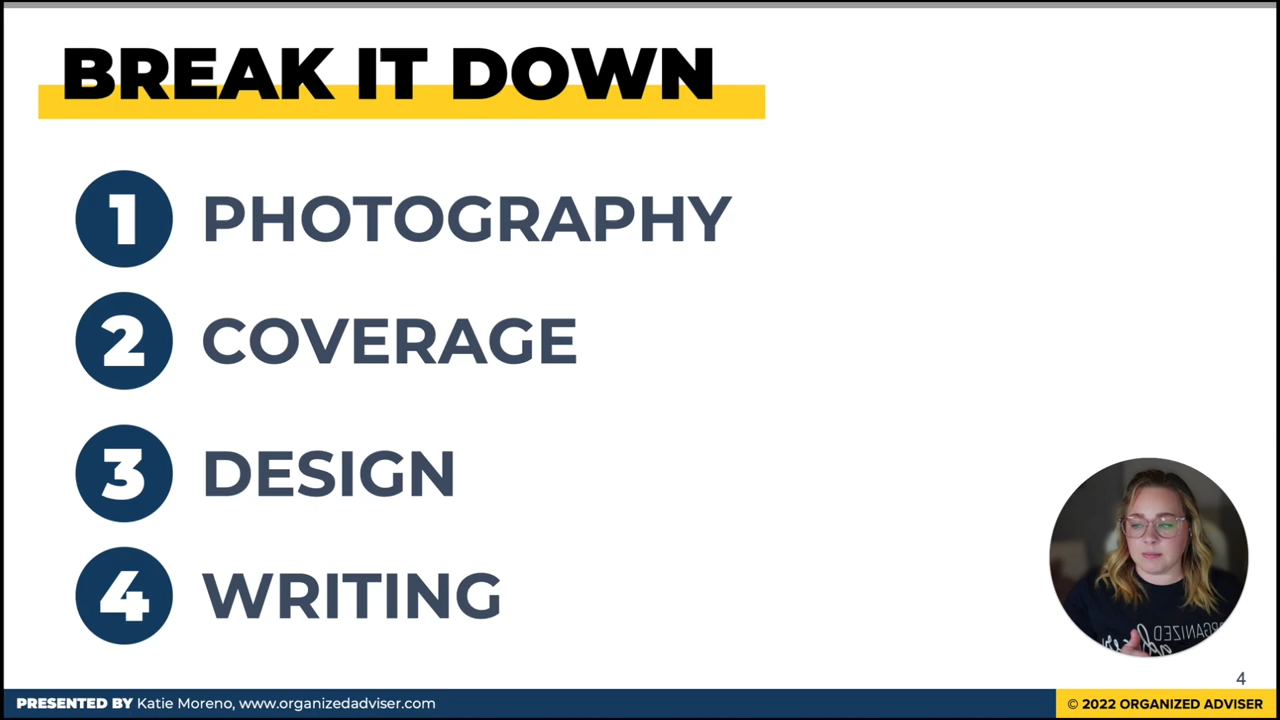 BREAK IT DOWN
1 PHOTOGRAPHY
2 COVERAGE
3 DESIGN
4 WRITING
ORGANIZED
4
PRESENTED BY Katie Moreno, www.organizedadviser.com
© 2022 ORGANIZED ADVISER